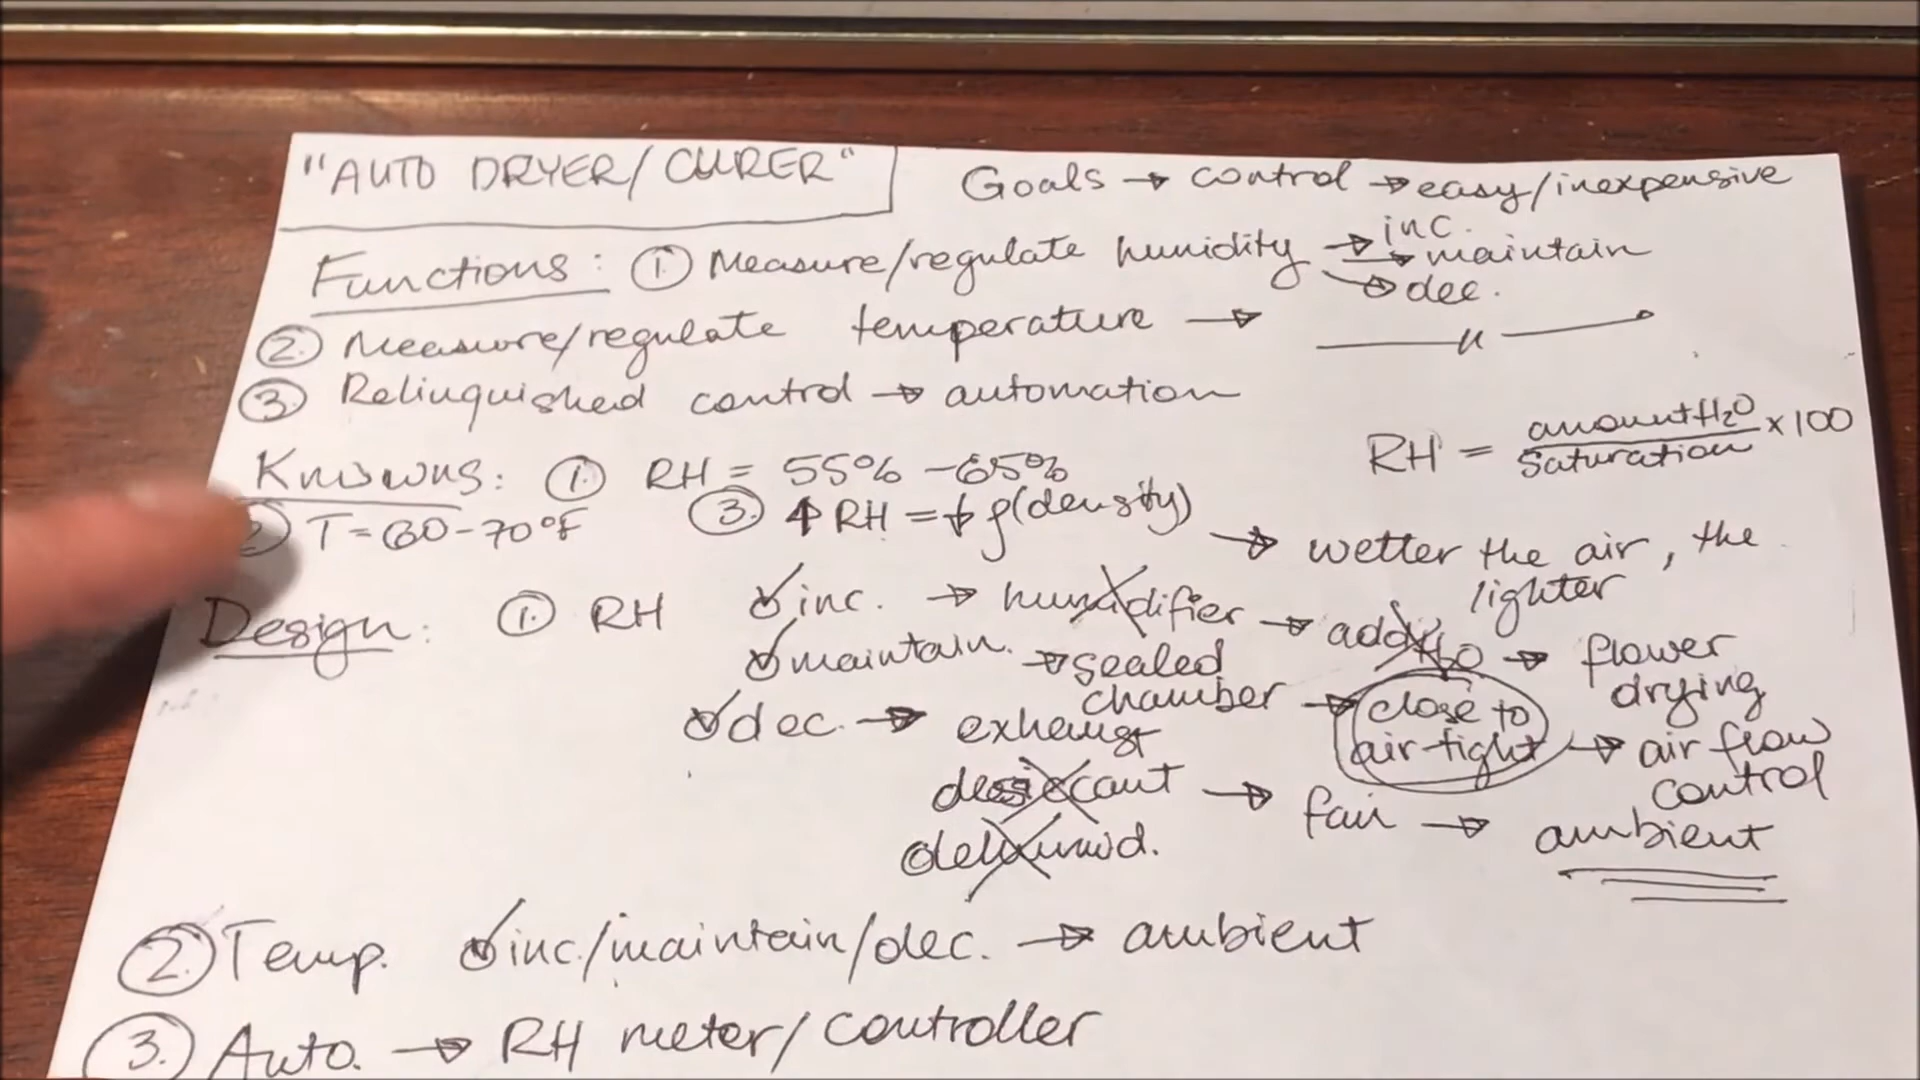 "AUTO DRYER/CURER"
Goals → control → easy/inexpensive
Functions: ① Measure/regulate humidity → inc.
→ maintain
→ dec.
② Measure/regulate temperature → —〃—
③ Relinquished control → automation
RH = amount H₂O / Saturation × 100
Knowns: ① RH = 55% - 65%
② T = 60 - 70°F ③ ↑ RH = ↓ ρ(density)
→ wetter the air, the
lighter
Design: ① RH ✓ inc. → humidifier → add H₂O → flower
drying
✓ maintain. → sealed
chamber → close to
air tight → air flow
control
✓ dec. → exhaust
desiccant → fan → ambient
dehumid.
② Temp. ✓ inc./maintain/dec. → ambient
③ Auto. → RH meter/controller